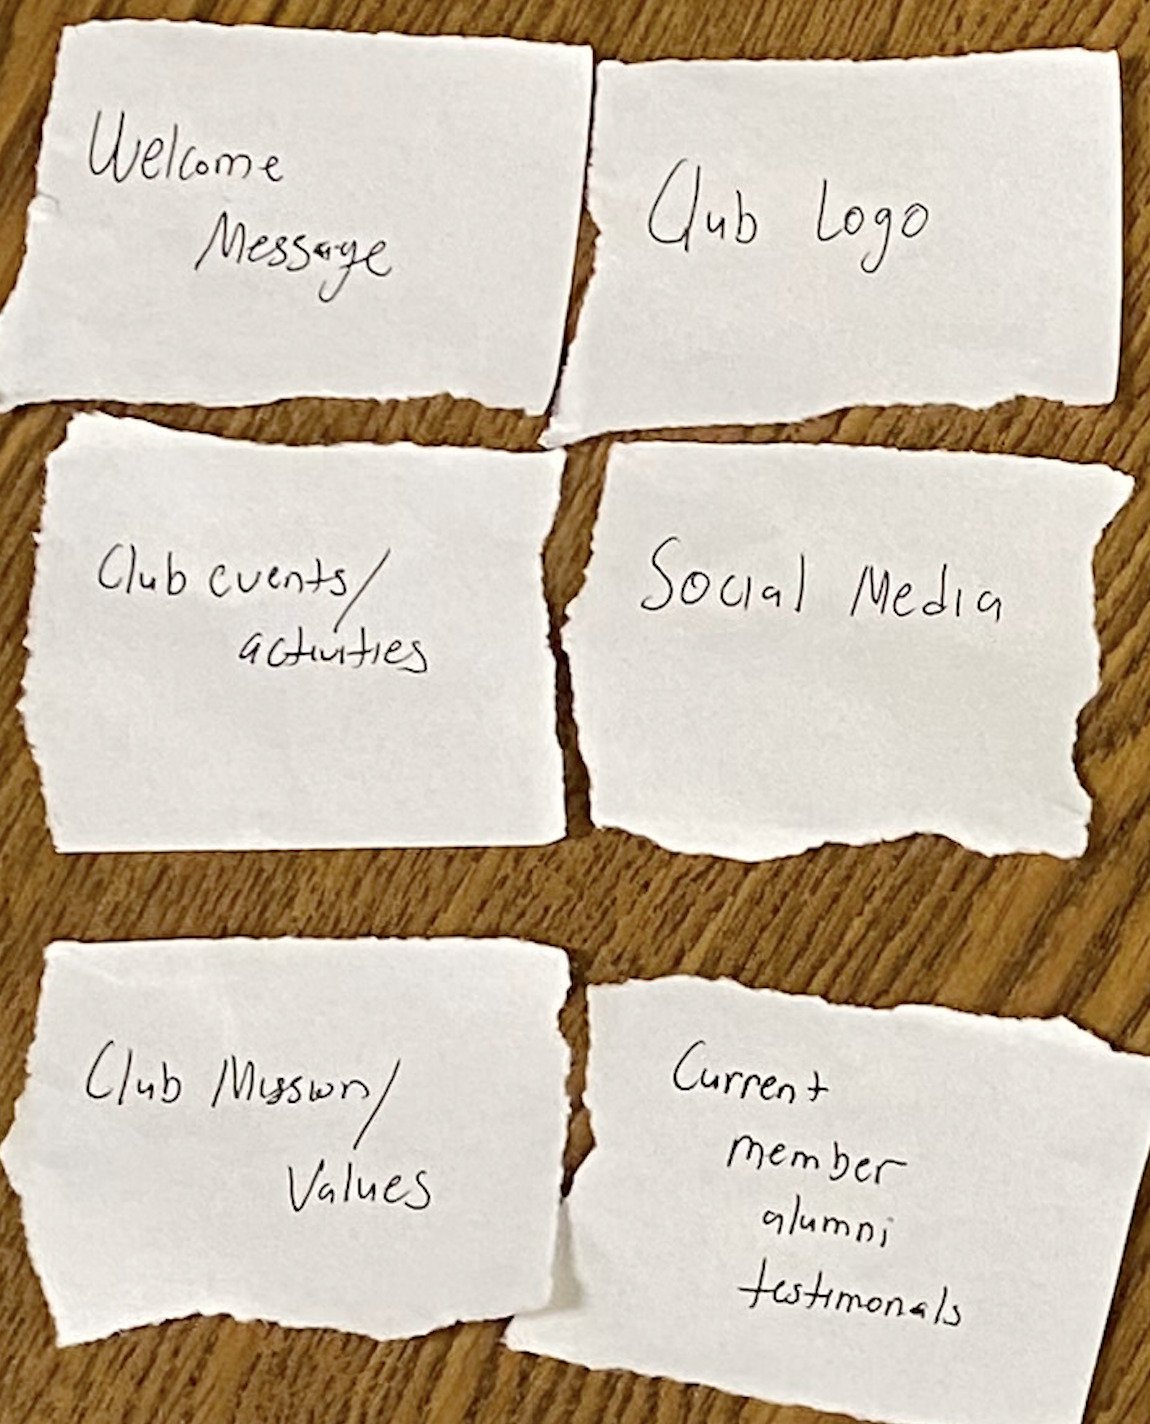 Welcome
Message
Club Logo
Club events/
activities
Social Media
Club Mission/
Values
Current
member
alumni
testimonals